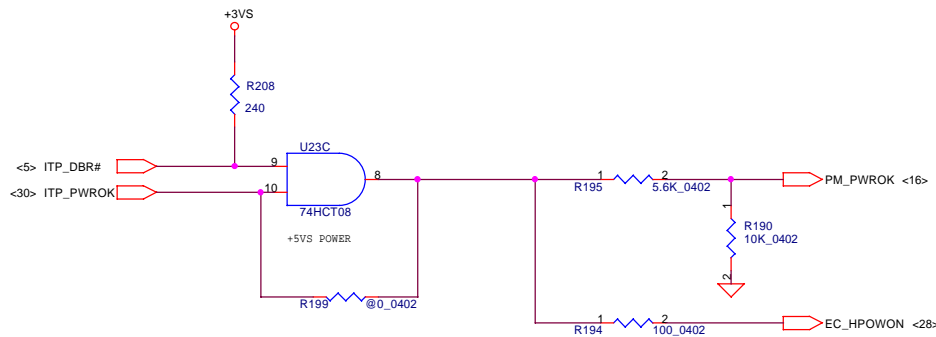 +3VS
R208
240
U23C
<5> ITP_DBR#
9
8
<30> ITP_PWROK
10
74HCT08
+5VS POWER
R199
@0_0402
1
2
R195
5.6K_0402
PM_PWROK <16>
1
R190
10K_0402
2
1
2
R194
100_0402
EC_HPOWON <28>